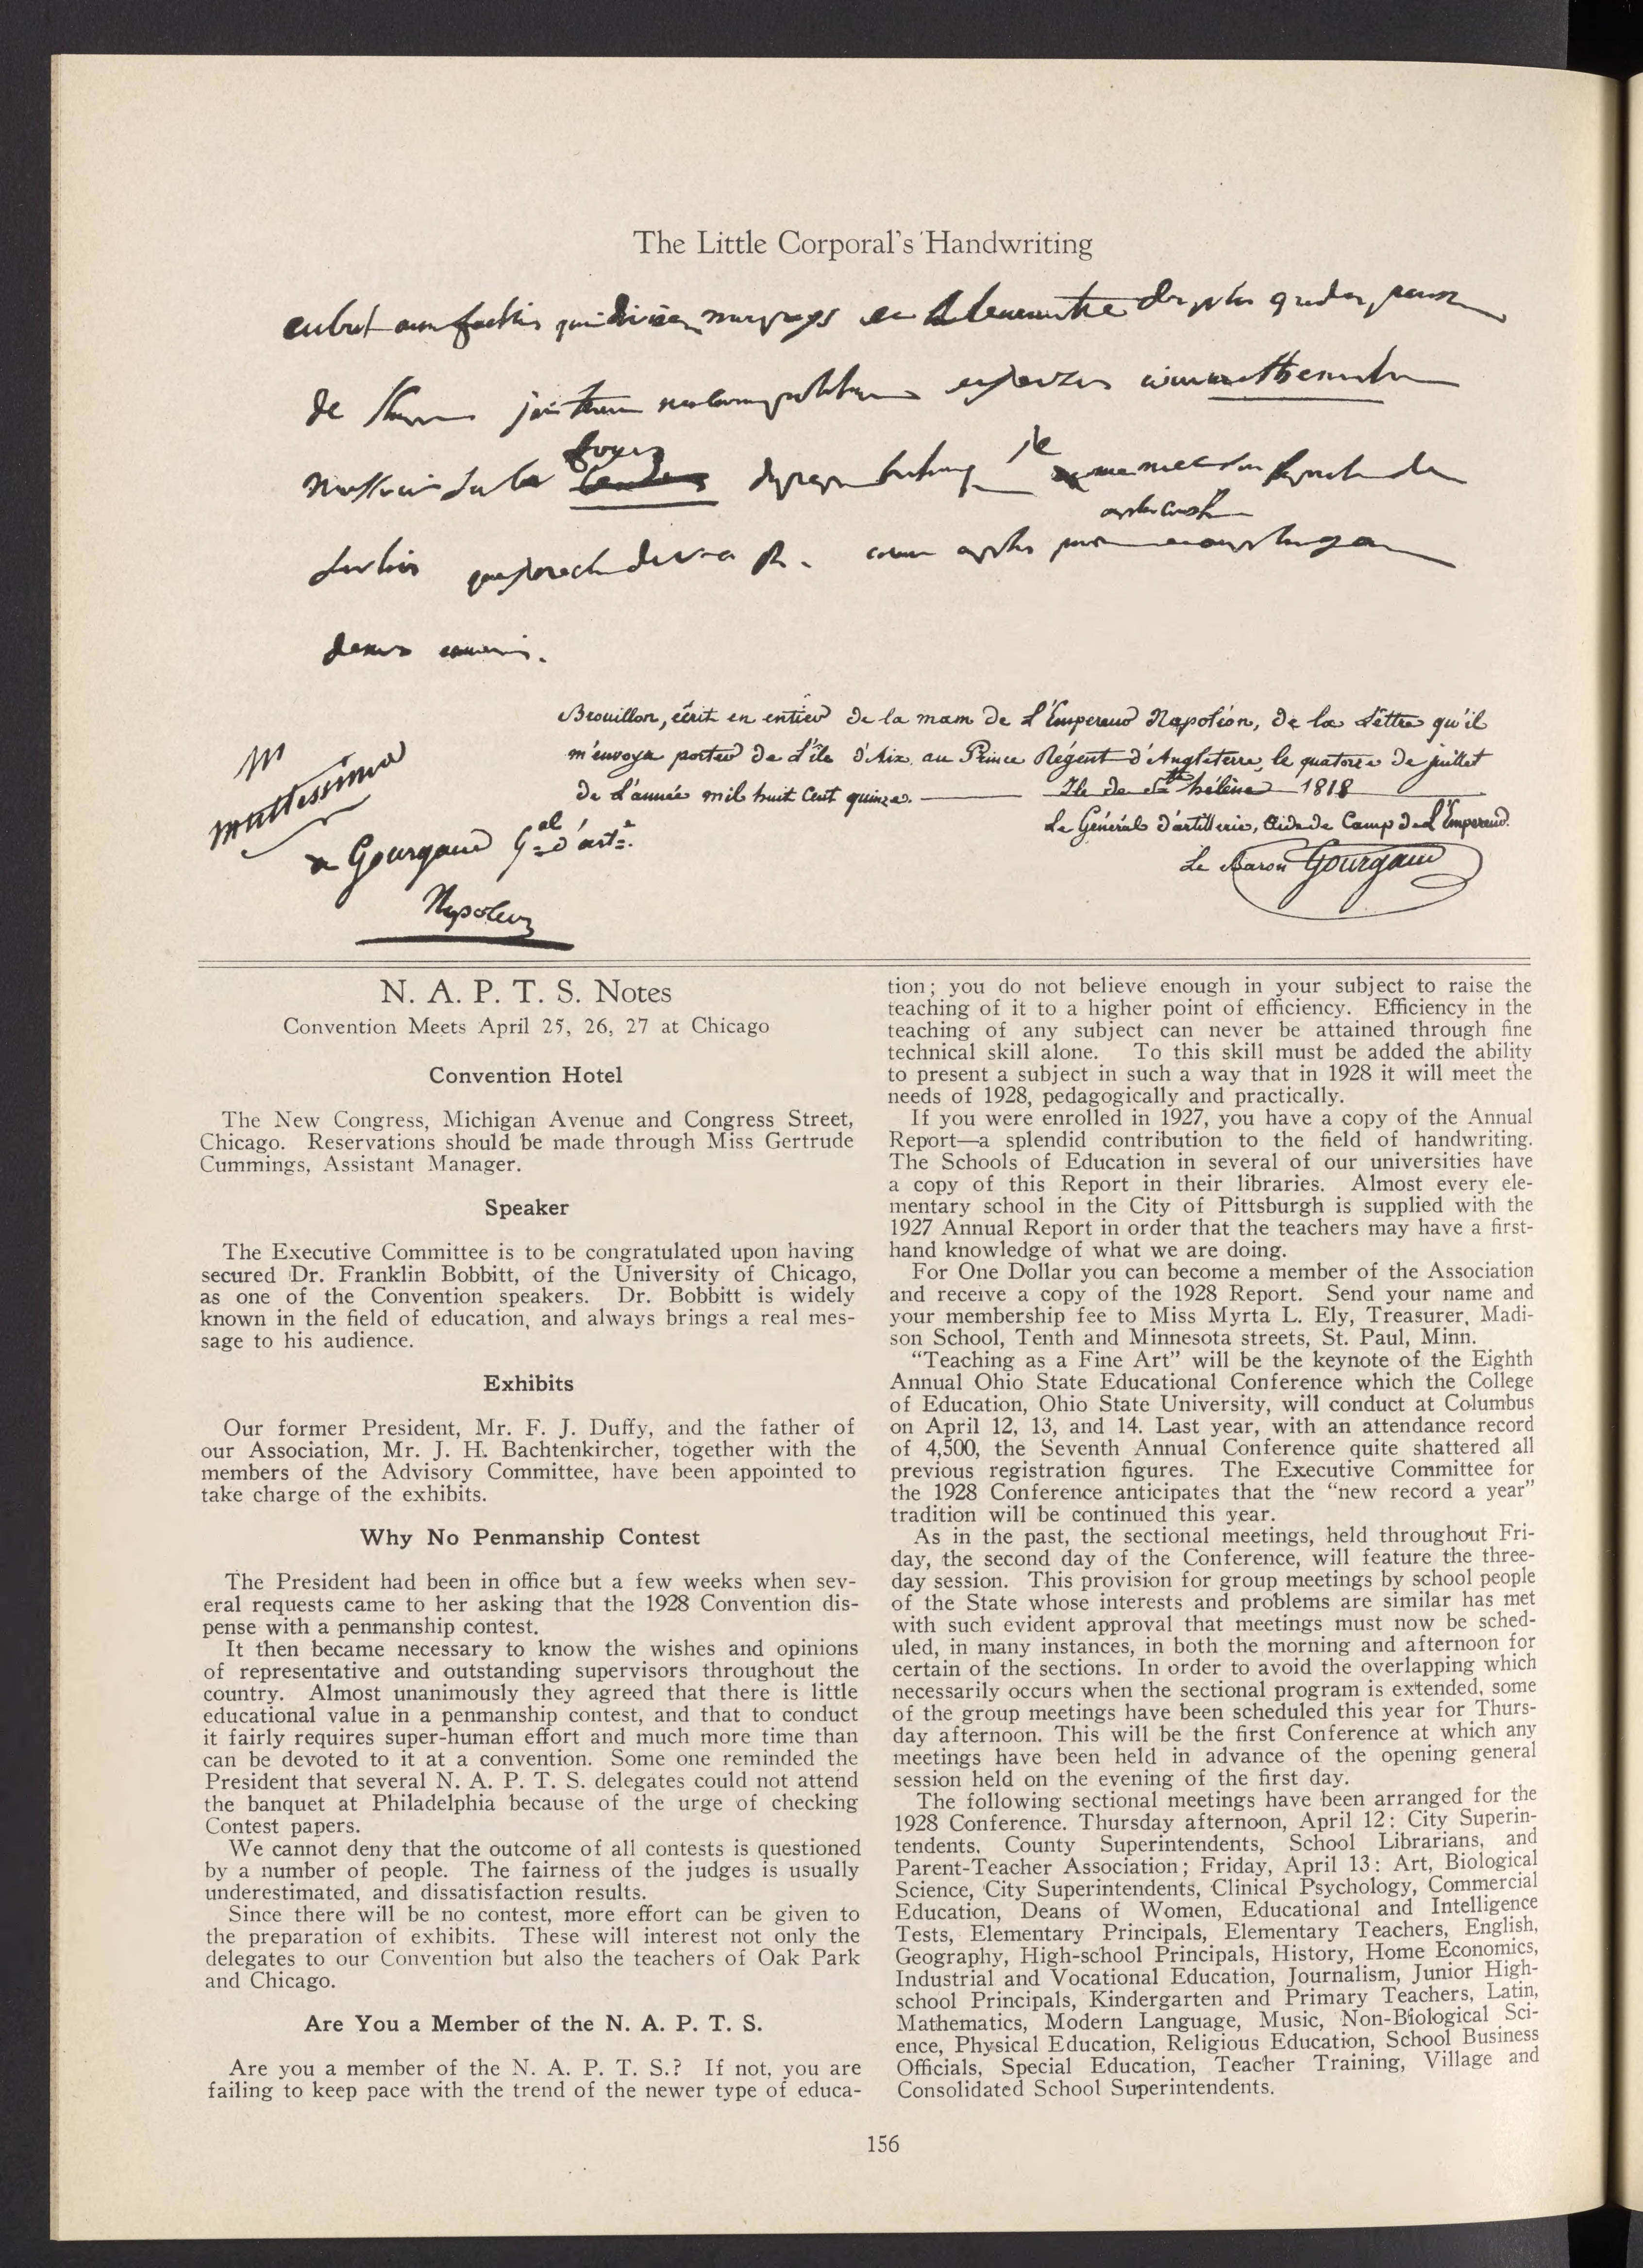 The Little Corporal's Handwriting
de
Brouillon, écrit en entier de la main de l'Empereur Napoléon, de la Lettre qu'il
m'envoya porter de l'île d'Aix au Prince Régent d'Angleterre, le quatorze de juillet
de l'année mil huit Cent quinze. Ile de Ste hélène 1818
Le Général d'artillerie, Aide de Camp de L'Empereur.
Gourgaud Gal d'art
Le Baron Gourgaud
Napoleon
N. A. P. T. S. Notes
Convention Meets April 25, 26, 27 at Chicago
Convention Hotel
The New Congress, Michigan Avenue and Congress Street,
Chicago. Reservations should be made through Miss Gertrude
Cummings, Assistant Manager.
Speaker
The Executive Committee is to be congratulated upon having
secured Dr. Franklin Bobbitt, of the University of Chicago,
as one of the Convention speakers. Dr. Bobbitt is widely
known in the field of education, and always brings a real mes-
sage to his audience.
Exhibits
Our former President, Mr. F. J. Duffy, and the father of
our Association, Mr. J. H. Bachtenkircher, together with the
members of the Advisory Committee, have been appointed to
take charge of the exhibits.
Why No Penmanship Contest
The President had been in office but a few weeks when sev-
eral requests came to her asking that the 1928 Convention dis-
pense with a penmanship contest.
It then became necessary to know the wishes and opinions
of representative and outstanding supervisors throughout the
country. Almost unanimously they agreed that there is little
educational value in a penmanship contest, and that to conduct
it fairly requires super-human effort and much more time than
can be devoted to it at a convention. Some one reminded the
President that several N. A. P. T. S. delegates could not attend
the banquet at Philadelphia because of the urge of checking
Contest papers.
We cannot deny that the outcome of all contests is questioned
by a number of people. The fairness of the judges is usually
underestimated, and dissatisfaction results.
Since there will be no contest, more effort can be given to
the preparation of exhibits. These will interest not only the
delegates to our Convention but also the teachers of Oak Park
and Chicago.
Are You a Member of the N. A. P. T. S.
Are you a member of the N. A. P. T. S.? If not, you are
failing to keep pace with the trend of the newer type of educa-
tion; you do not believe enough in your subject to raise the
teaching of it to a higher point of efficiency. Efficiency in the
teaching of any subject can never be attained through fine
technical skill alone. To this skill must be added the ability
to present a subject in such a way that in 1928 it will meet the
needs of 1928, pedagogically and practically.
If you were enrolled in 1927, you have a copy of the Annual
Report—a splendid contribution to the field of handwriting.
The Schools of Education in several of our universities have
a copy of this Report in their libraries. Almost every ele-
mentary school in the City of Pittsburgh is supplied with the
1927 Annual Report in order that the teachers may have a first-
hand knowledge of what we are doing.
For One Dollar you can become a member of the Association
and receive a copy of the 1928 Report. Send your name and
your membership fee to Miss Myrta L. Ely, Treasurer, Madi-
son School, Tenth and Minnesota streets, St. Paul, Minn.
"Teaching as a Fine Art" will be the keynote of the Eighth
Annual Ohio State Educational Conference which the College
of Education, Ohio State University, will conduct at Columbus
on April 12, 13, and 14. Last year, with an attendance record
of 4,500, the Seventh Annual Conference quite shattered all
previous registration figures. The Executive Committee for
the 1928 Conference anticipates that the "new record a year"
tradition will be continued this year.
As in the past, the sectional meetings, held throughout Fri-
day, the second day of the Conference, will feature the three-
day session. This provision for group meetings by school people
of the State whose interests and problems are similar has met
with such evident approval that meetings must now be sched-
uled, in many instances, in both the morning and afternoon for
certain of the sections. In order to avoid the overlapping which
necessarily occurs when the sectional program is extended, some
of the group meetings have been scheduled this year for Thurs-
day afternoon. This will be the first Conference at which any
meetings have been held in advance of the opening general
session held on the evening of the first day.
The following sectional meetings have been arranged for the
1928 Conference. Thursday afternoon, April 12: City Superin-
tendents, County Superintendents, School Librarians, and
Parent-Teacher Association; Friday, April 13: Art, Biological
Science, City Superintendents, Clinical Psychology, Commercial
Education, Deans of Women, Educational and Intelligence
Tests, Elementary Principals, Elementary Teachers, English,
Geography, High-school Principals, History, Home Economics,
Industrial and Vocational Education, Journalism, Junior High-
school Principals, Kindergarten and Primary Teachers, Latin,
Mathematics, Modern Language, Music, Non-Biological Sci-
ence, Physical Education, Religious Education, School Business
Officials, Special Education, Teacher Training, Village and
Consolidated School Superintendents.
156